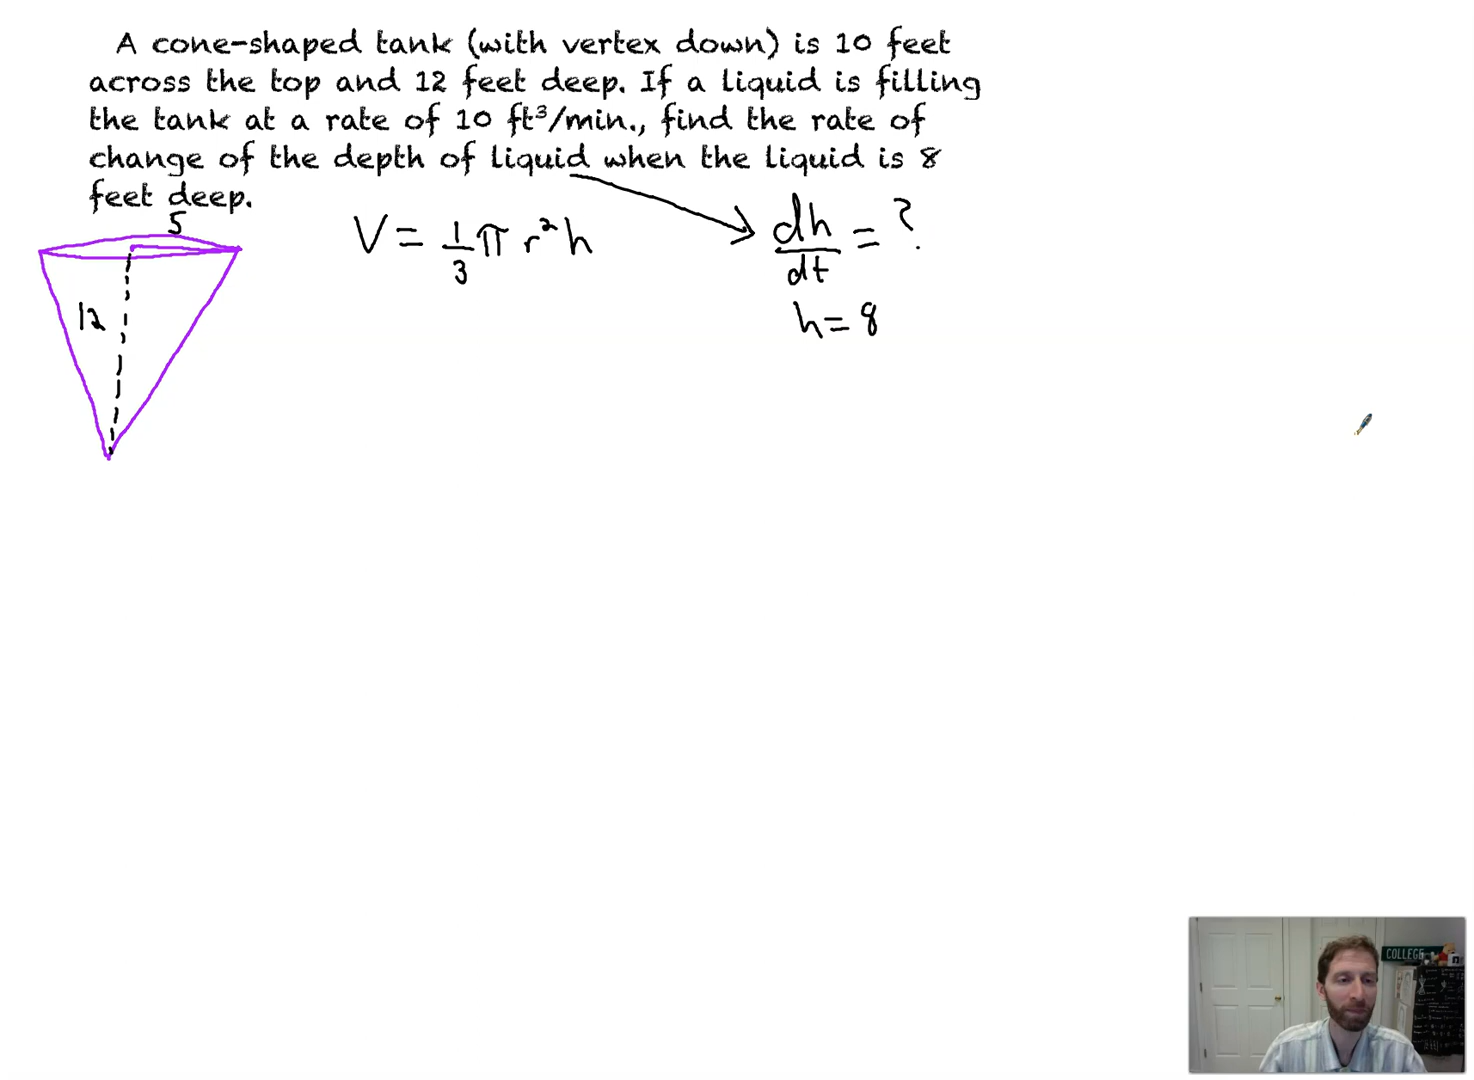 A cone-shaped tank (with vertex down) is 10 feet
across the top and 12 feet deep. If a liquid is filling
the tank at a rate of 10 ft³/min., find the rate of
change of the depth of liquid when the liquid is 8
feet deep.
5
12
V = 1/3 π r² h
dh/dt = ?
h = 8
COLLEGE